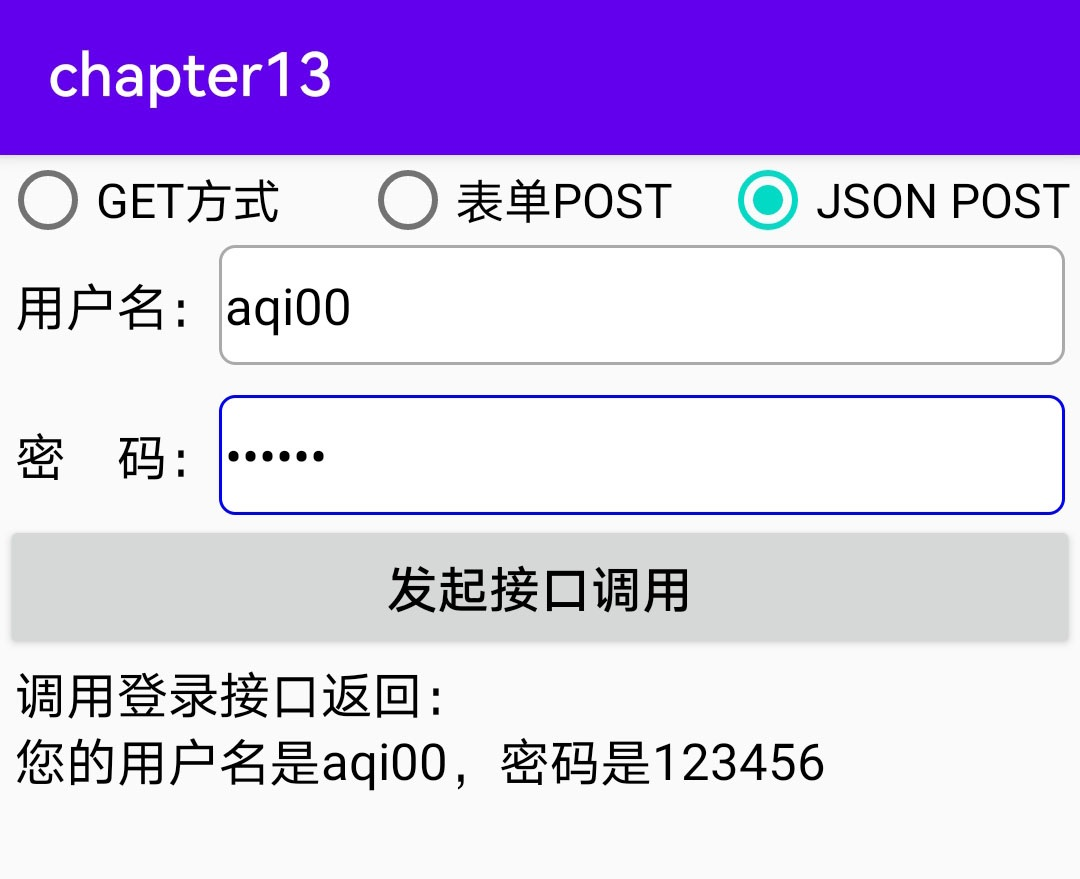 chapter13
GET方式 表单POST JSON POST
用户名： aqi00
密 码： ••••••
发起接口调用
调用登录接口返回：
您的用户名是aqi00，密码是123456